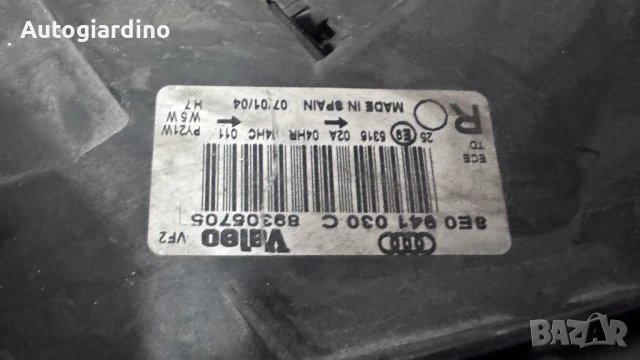 Autogiardino
Valeo
VF2
8E0 941 030 C 89305705
25 E9 5316 02A 04HR 14HC 011 PY21W
W5W
H7
ECE
TD
R
MADE IN SPAIN 07/01/04
BAZAR